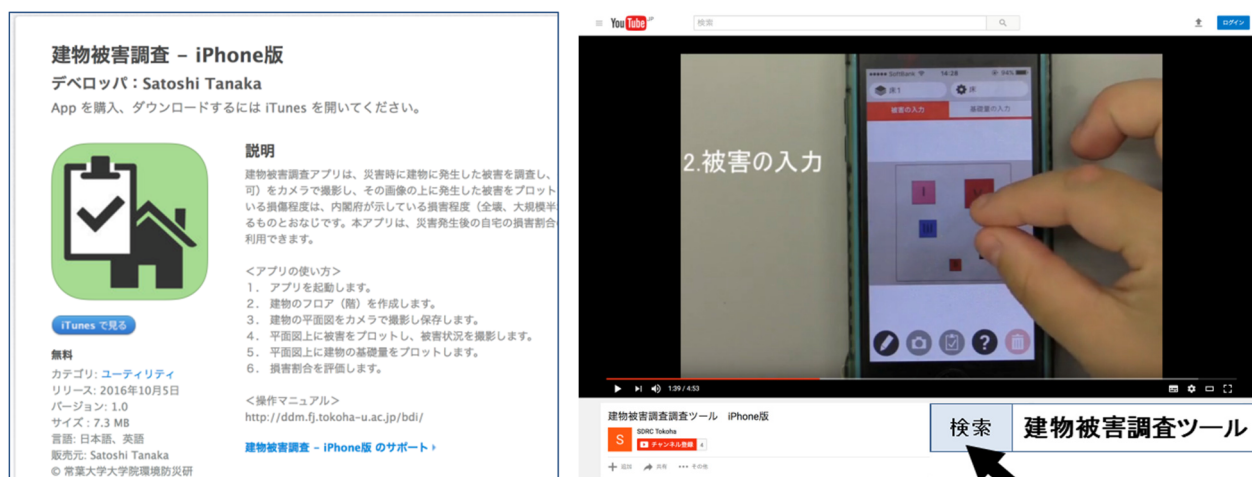 建物被害調査 – iPhone版
デベロッパ：Satoshi Tanaka
App を購入、ダウンロードするには iTunes を開いてください。
iTunes で見る
無料
カテゴリ: ユーティリティ
リリース: 2016年10月5日
バージョン: 1.0
サイズ : 7.3 MB
言語: 日本語、英語
販売元: Satoshi Tanaka
© 常葉大学大学院環境防災研
説明
建物被害調査アプリは、災害時に建物に発生した被害を調査し、
可）をカメラで撮影し、その画像の上に発生した被害をプロット
いる損傷程度は、内閣府が示している損害程度（全壊、大規模半
るものとおなじです。本アプリは、災害発生後の自宅の損害割合
利用できます。
＜アプリの使い方＞
1． アプリを起動します。
2． 建物のフロア（階）を作成します。
3． 建物の平面図をカメラで撮影し保存します。
4． 平面図上に被害をプロットし、被害状況を撮影します。
5． 平面図上に建物の基礎量をプロットします。
6． 損害割合を評価します。
＜操作マニュアル＞
http://ddm.fj.tokoha-u.ac.jp/bdi/
建物被害調査 – iPhone版 のサポート
YouTube JP
検索
ログイン
SoftBank 14:28 94%
床1 床
被害の入力 基礎量の入力
2.被害の入力
I
III
?
1:39 / 4:53
建物被害調査調査ツール iPhone版
S
SDRC Tokoha
チャンネル登録 4
追加 共有 その他
検索 建物被害調査ツール